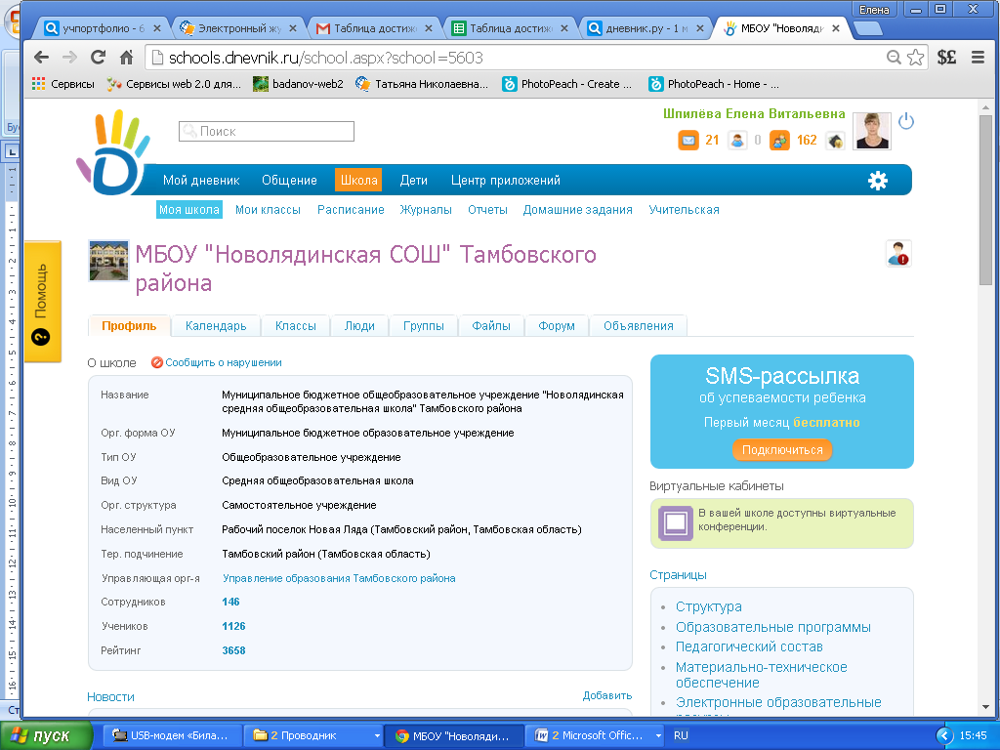 Елена
учпортфолио - 6
Электронный жу
Таблица достиж
Таблица достиж
дневник.ру - 1 м
МБОУ "Новоляди
schools.dnevnik.ru/school.aspx?school=5603
$€
Сервисы
Сервисы web 2.0 для...
badanov-web2
Татьяна Николаевна...
PhotoPeach - Create ...
PhotoPeach - Home - ...
Поиск
Шпилёва Елена Витальевна
21 0 162
Мой дневник Общение Школа Дети Центр приложений
Моя школа Мои классы Расписание Журналы Отчеты Домашние задания Учительская
Помощь
МБОУ "Новолядинская СОШ" Тамбовского
района
Профиль Календарь Классы Люди Группы Файлы Форум Объявления
О школе Сообщить о нарушении
Название Муниципальное бюджетное общеобразовательное учреждение "Новолядинская
средняя общеобразовательная школа" Тамбовского района
Орг. форма ОУ Муниципальное бюджетное образовательное учреждение
Тип ОУ Общеобразовательное учреждение
Вид ОУ Средняя общеобразовательная школа
Орг. структура Самостоятельное учреждение
Населенный пункт Рабочий поселок Новая Ляда (Тамбовский район, Тамбовская область)
Тер. подчинение Тамбовский район (Тамбовская область)
Управляющая орг-я Управление образования Тамбовского района
Сотрудников 146
Учеников 1126
Рейтинг 3658
Новости Добавить
SMS-рассылка
об успеваемости ребенка
Первый месяц бесплатно
Подключиться
Виртуальные кабинеты
В вашей школе доступны виртуальные
конференции.
Страницы
Структура
Образовательные программы
Педагогический состав
Материально-техническое
обеспечение
Электронные образовательные
пуск
USB-модем «Била...
2 Проводник
МБОУ "Новоляди...
2 Microsoft Offic...
RU
15:45